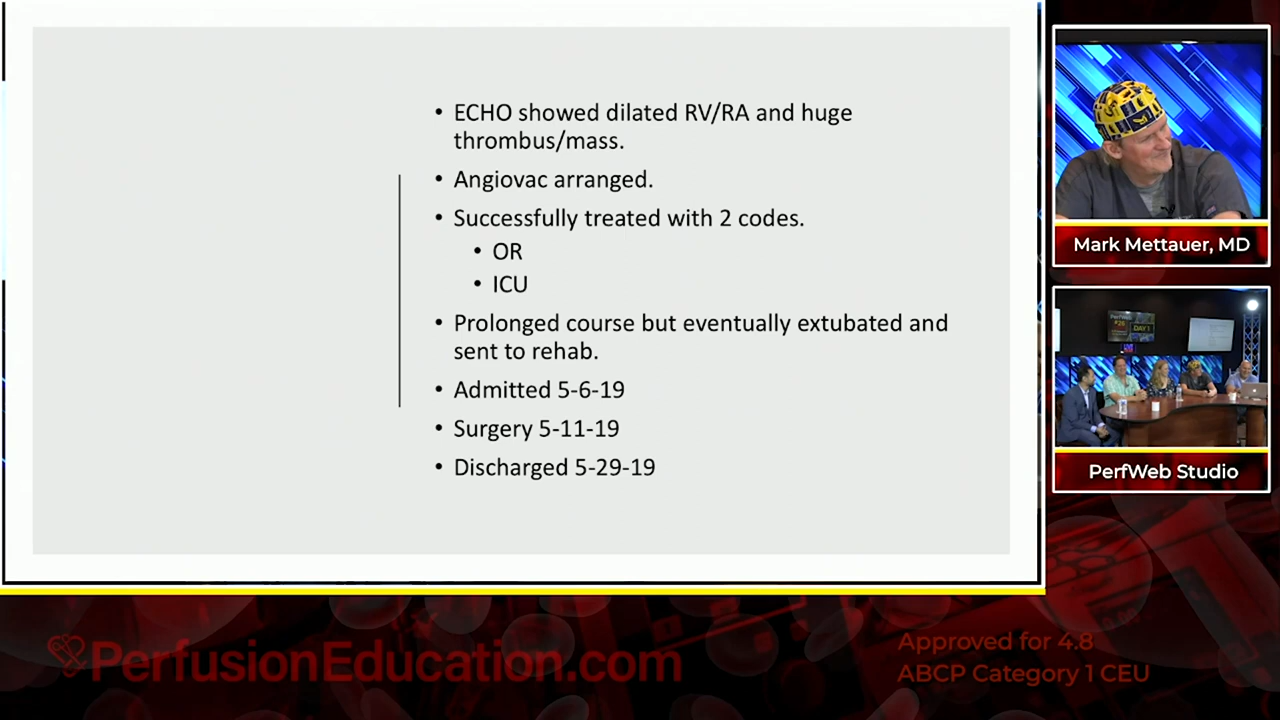 • ECHO showed dilated RV/RA and huge
thrombus/mass.
• Angiovac arranged.
• Successfully treated with 2 codes.
• OR
• ICU
• Prolonged course but eventually extubated and
sent to rehab.
• Admitted 5-6-19
• Surgery 5-11-19
• Discharged 5-29-19
Mark Mettauer, MD
DAY 1
PerfWeb Studio
PerfusionEducation.com
Approved for 4.8
ABCP Category 1 CEU